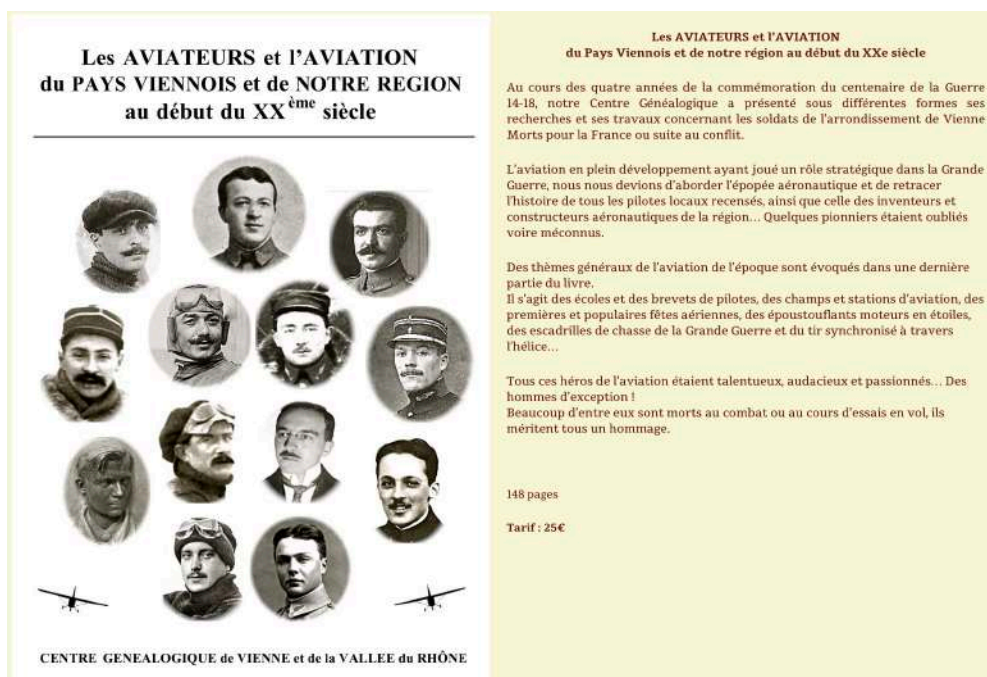 Les AVIATEURS et l'AVIATION
du PAYS VIENNOIS et de NOTRE REGION
au début du XXème siècle
CENTRE GENEALOGIQUE de VIENNE et de la VALLEE du RHÔNE
Les AVIATEURS et l'AVIATION
du Pays Viennois et de notre région au début du XXe siècle
Au cours des quatre années de la commémoration du centenaire de la Guerre
14-18, notre Centre Généalogique a présenté sous différentes formes ses
recherches et ses travaux concernant les soldats de l'arrondissement de Vienne
Morts pour la France ou suite au conflit.
L'aviation en plein développement ayant joué un rôle stratégique dans la Grande
Guerre, nous nous devions d'aborder l'épopée aéronautique et de retracer
l'histoire de tous les pilotes locaux recensés, ainsi que celle des inventeurs et
constructeurs aéronautiques de la région… Quelques pionniers étaient oubliés
voire méconnus.
Des thèmes généraux de l'aviation de l'époque sont évoqués dans une dernière
partie du livre.
Il s'agit des écoles et des brevets de pilotes, des champs et stations d'aviation, des
premières et populaires fêtes aériennes, des époustouflants moteurs en étoiles,
des escadrilles de chasse de la Grande Guerre et du tir synchronisé à travers
l'hélice…
Tous ces héros de l'aviation étaient talentueux, audacieux et passionnés… Des
hommes d'exception !
Beaucoup d'entre eux sont morts au combat ou au cours d'essais en vol, ils
méritent tous un hommage.
148 pages
Tarif : 25€